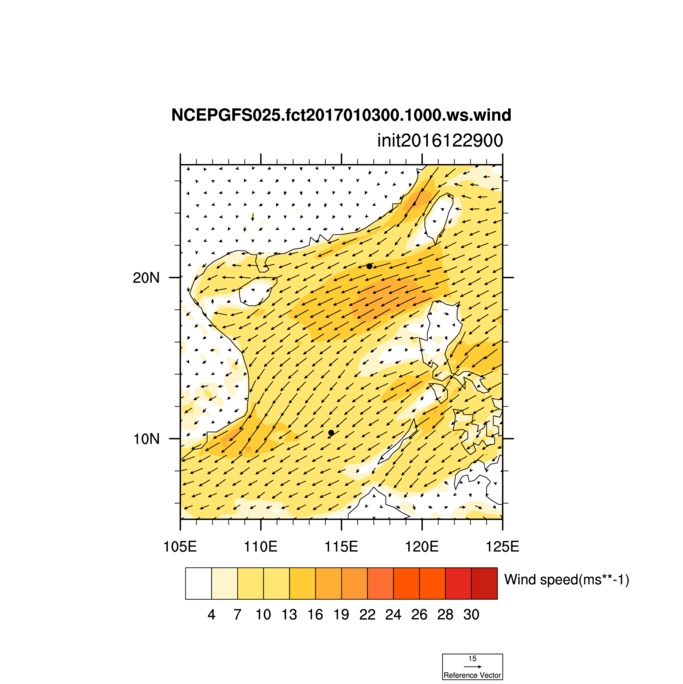 NCEPGFS025.fct2017010300.1000.ws.wind
init2016122900
20N
10N
105E 110E 115E 120E 125E
Wind speed(ms**-1)
4 7 10 13 16 19 22 24 26 28 30
15
Reference Vector